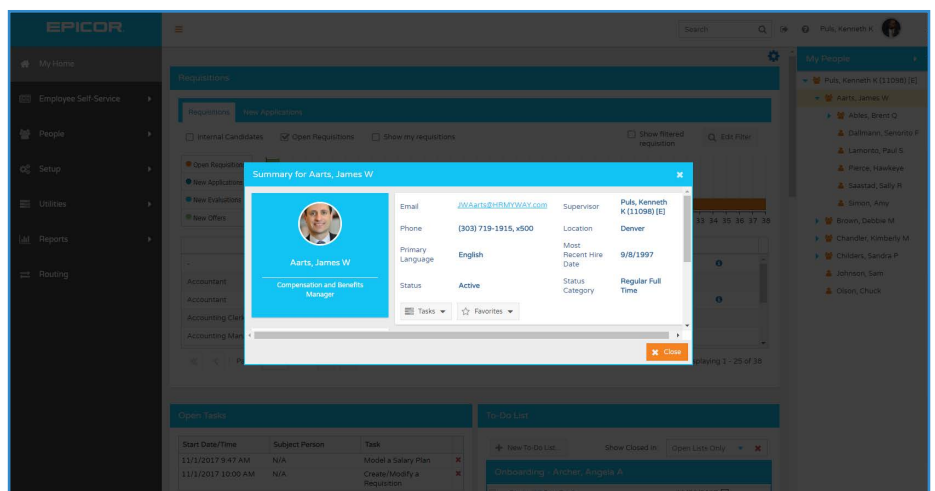 EPICOR
Search
Puls, Kenneth K
My Home
Employee Self-Service
People
Setup
Utilities
Reports
Routing
Requisitions
Requisitions
New Applications
Internal Candidates
Open Requisitions
Show my requisitions
Show filtered
requisition
Edit Filter
Open Requisition
New Applications
New Evaluations
New Offers
33 34 35 36 37 38
Accountant
Accountant
Accounting Clerk
Accounting Man
displaying 1 - 25 of 38
Summary for Aarts, James W
Aarts, James W
Compensation and Benefits
Manager
Email
JWAarts@HRMYWAY.com
Supervisor
Puls, Kenneth
K (11098) [E]
Phone
(303) 719-1915, x500
Location
Denver
Primary
Language
English
Most
Recent Hire
Date
9/8/1997
Status
Active
Status
Category
Regular Full
Time
Tasks
Favorites
Close
My People
Puls, Kenneth K (11098) [E]
Aarts, James W
Ables, Brent Q
Dallmann, Senorito P
Lamonto, Paul S
Pierce, Hawkeye
Saastad, Sally R
Simon, Amy
Brown, Debbie M
Chandler, Kimberly M
Childers, Sandra P
Johnson, Sam
Olson, Chuck
Open Tasks
Start Date/Time
Subject Person
Task
11/1/2017 9:47 AM
N/A
Model a Salary Plan
11/1/2017 10:00 AM
N/A
Create/Modify a
Requisition
To-Do List
New To-Do List
Show Closed in:
Open Lists Only
Onboarding - Archer, Angela A